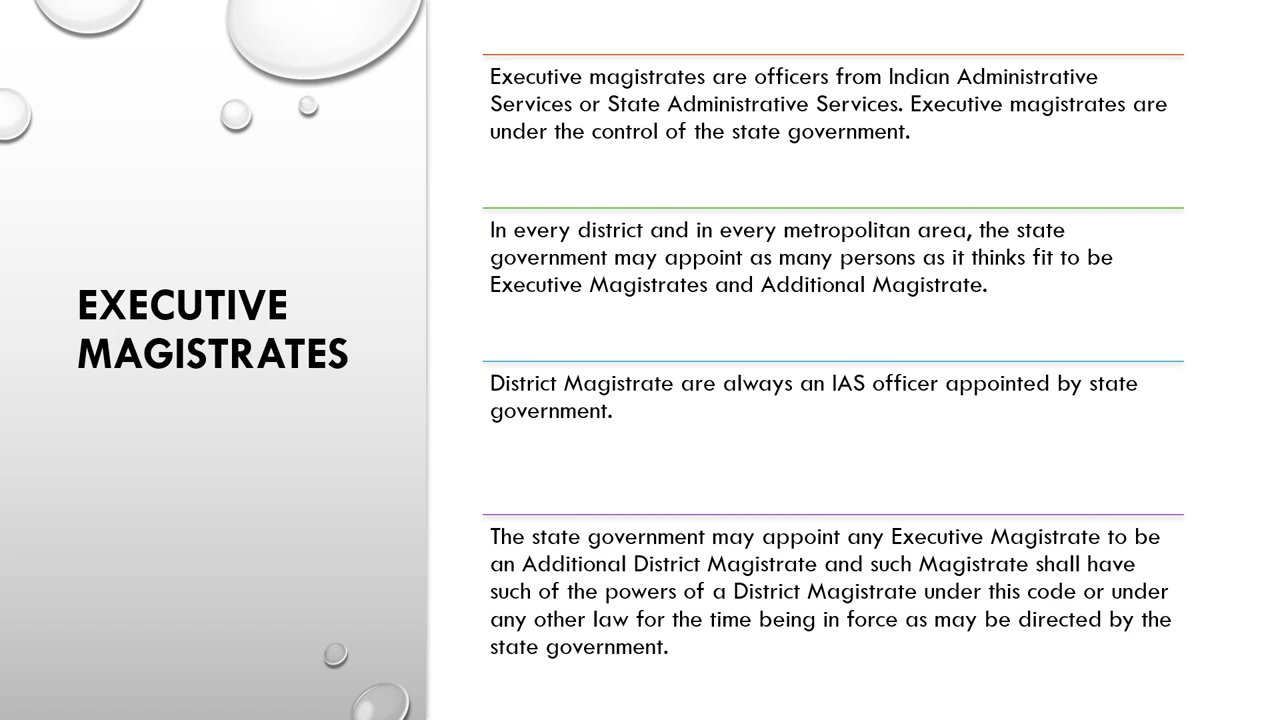 EXECUTIVE
MAGISTRATES
Executive magistrates are officers from Indian Administrative
Services or State Administrative Services. Executive magistrates are
under the control of the state government.
In every district and in every metropolitan area, the state
government may appoint as many persons as it thinks fit to be
Executive Magistrates and Additional Magistrate.
District Magistrate are always an IAS officer appointed by state
government.
The state government may appoint any Executive Magistrate to be
an Additional District Magistrate and such Magistrate shall have
such of the powers of a District Magistrate under this code or under
any other law for the time being in force as may be directed by the
state government.